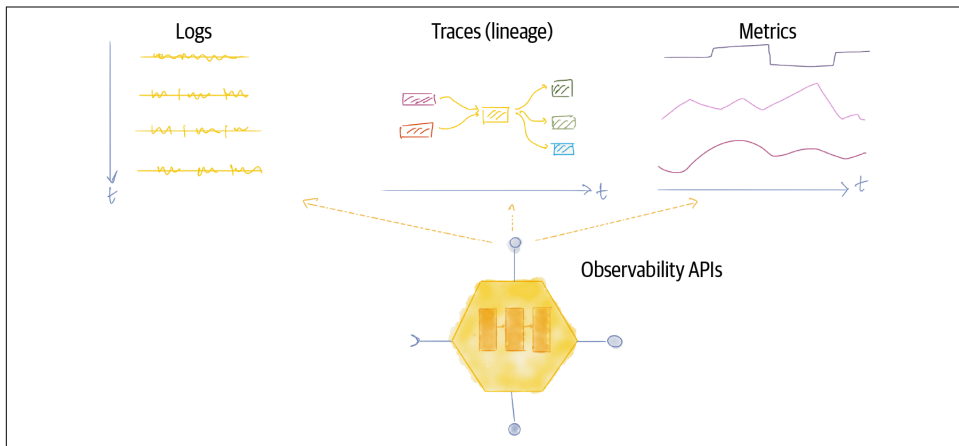 Logs
Traces (lineage)
Metrics
t
t
t
Observability APIs